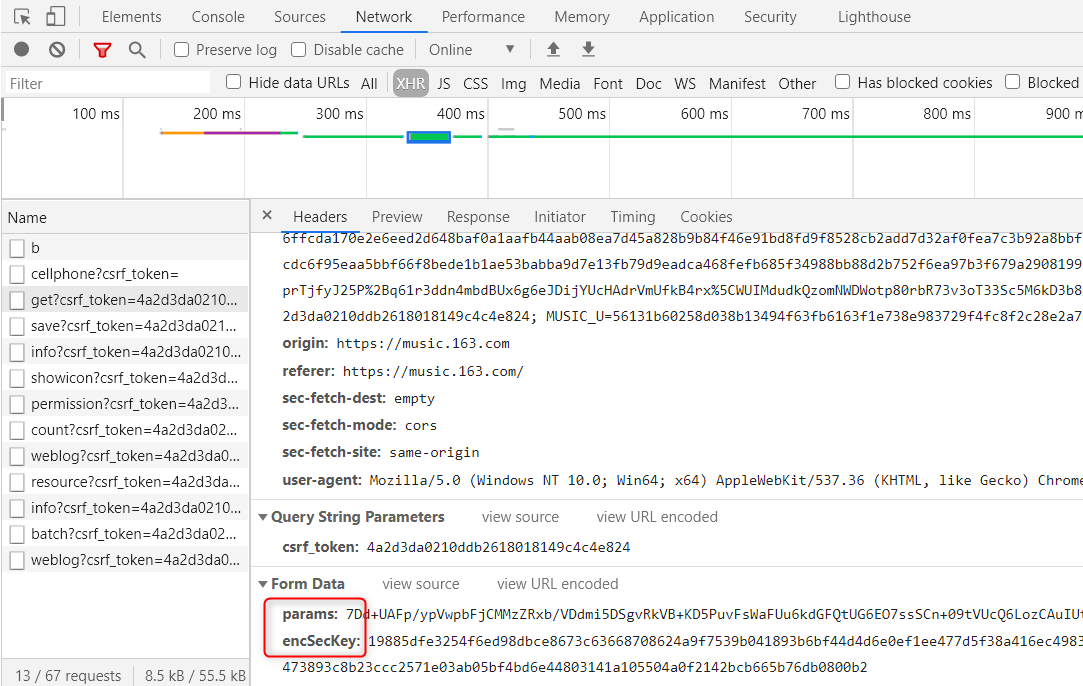 Elements Console Sources Network Performance Memory Application Security Lighthouse
Preserve log Disable cache Online
Filter Hide data URLs All XHR JS CSS Img Media Font Doc WS Manifest Other Has blocked cookies Blocked
100 ms 200 ms 300 ms 400 ms 500 ms 600 ms 700 ms 800 ms 900 m
Name
b
cellphone?csrf_token=
get?csrf_token=4a2d3da0210...
save?csrf_token=4a2d3da021...
info?csrf_token=4a2d3da0210...
showicon?csrf_token=4a2d3d...
permission?csrf_token=4a2d3...
count?csrf_token=4a2d3da02...
weblog?csrf_token=4a2d3da0...
resource?csrf_token=4a2d3da...
info?csrf_token=4a2d3da0210...
batch?csrf_token=4a2d3da02...
weblog?csrf_token=4a2d3da0...
13 / 67 requests 8.5 kB / 55.5 kB
× Headers Preview Response Initiator Timing Cookies
6ffcda170e2e6eed2d648baf0a1aafb44aab08ea7d45a828b9b84f46e91bd8fd9f8528cb2add7d32af0fea7c3b92a8bbf
cdc6f95eaa5bbf66f8bede1b1ae53babba9d7e13fb79d9eadca468fefb685f34988bb88d2b752f6ea97b3f679a2908199
prTjfyJ25P%2Bq61r3ddn4mbdBUx6g6eJDijYUcHAdrVmUfkB4rx%5CWUIMdudkQzomNWDWotp80rbR73v3oT33Sc5M6kD3b8
2d3da0210ddb2618018149c4c4e824; MUSIC_U=56131b60258d038b13494f63fb6163f1e738e983729f4fc8f2c28e2a7
origin: https://music.163.com
referer: https://music.163.com/
sec-fetch-dest: empty
sec-fetch-mode: cors
sec-fetch-site: same-origin
user-agent: Mozilla/5.0 (Windows NT 10.0; Win64; x64) AppleWebKit/537.36 (KHTML, like Gecko) Chrome
Query String Parameters view source view URL encoded
csrf_token: 4a2d3da0210ddb2618018149c4c4e824
Form Data view source view URL encoded
params: 7Dd+UAFp/ypVwpbFjCMMzZRxb/VDdmi5DSgvRkVB+KD5PuvFsWaFUu6kdGFQtUG6EO7ssSCn+09tVUcQ6LozCAuIUt
encSecKey: 19885dfe3254f6ed98dbce8673c63668708624a9f7539b041893b6bf44d4d6e0ef1ee477d5f38a416ec4983
473893c8b23ccc2571e03ab05bf4bd6e44803141a105504a0f2142bcb665b76db0800b2